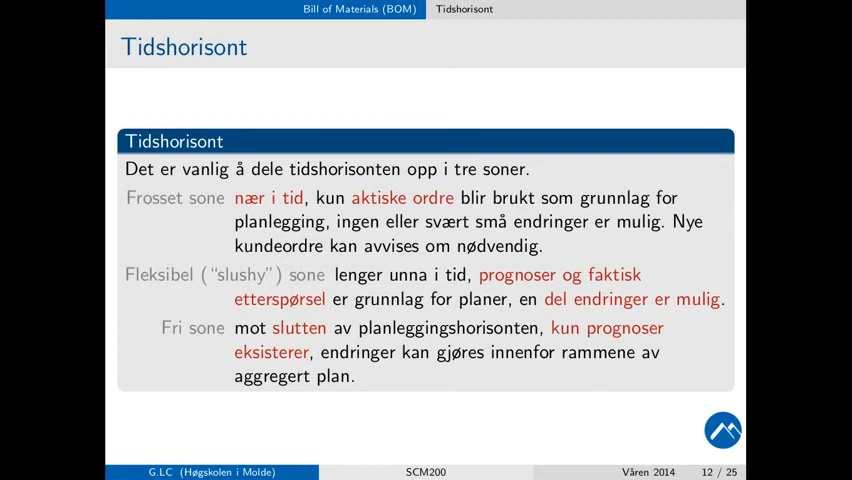 Bill of Materials (BOM) Tidshorisont
Tidshorisont
Tidshorisont
Det er vanlig å dele tidshorisonten opp i tre soner.
Frosset sone nær i tid, kun aktiske ordre blir brukt som grunnlag for
planlegging, ingen eller svært små endringer er mulig. Nye
kundeordre kan avvises om nødvendig.
Fleksibel (“slushy”) sone lenger unna i tid, prognoser og faktisk
etterspørsel er grunnlag for planer, en del endringer er mulig.
Fri sone mot slutten av planleggingshorisonten, kun prognoser
eksisterer, endringer kan gjøres innenfor rammene av
aggregert plan.
G.LC (Høgskolen i Molde) SCM200 Våren 2014 12 / 25